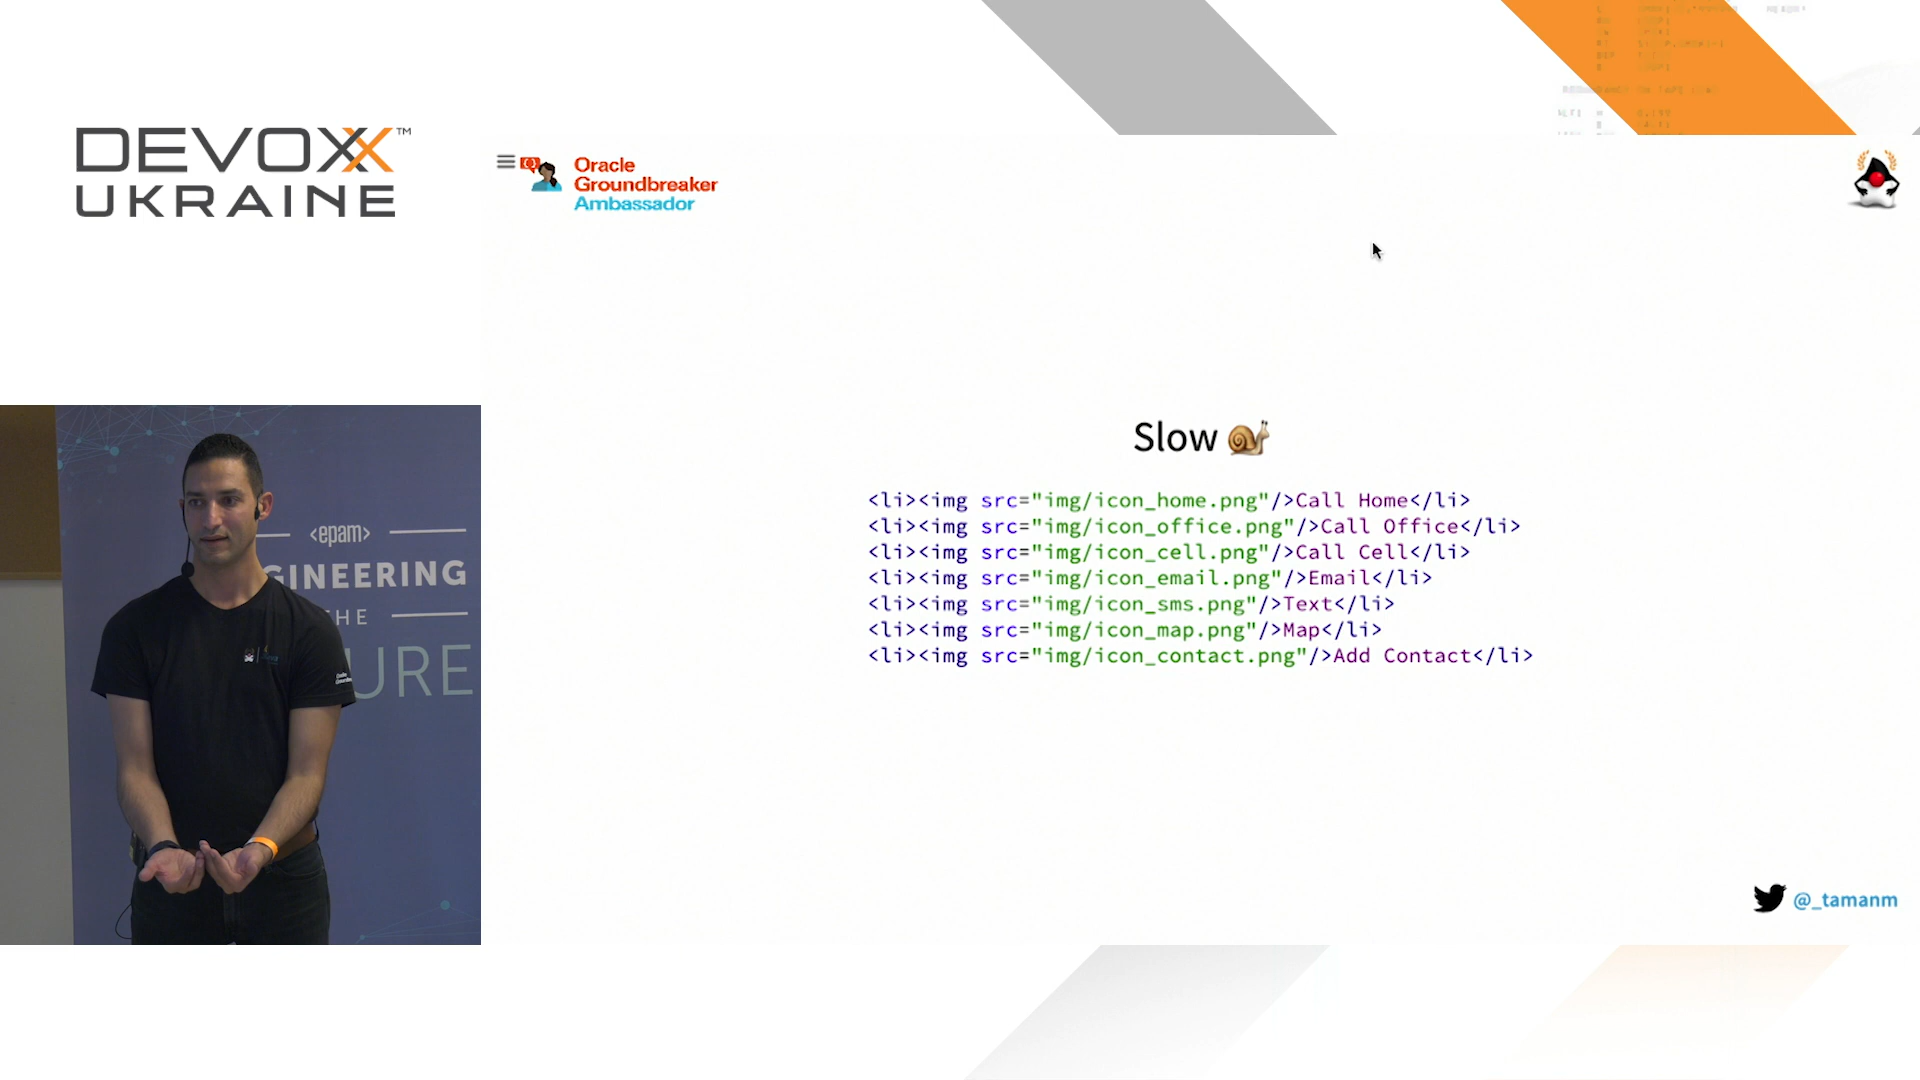 DEVOXX™
UKRAINE
Oracle
Groundbreaker
Ambassador
Slow
<li><img src="img/icon_home.png"/>Call Home</li>
<li><img src="img/icon_office.png"/>Call Office</li>
<li><img src="img/icon_cell.png"/>Call Cell</li>
<li><img src="img/icon_email.png"/>Email</li>
<li><img src="img/icon_sms.png"/>Text</li>
<li><img src="img/icon_map.png"/>Map</li>
<li><img src="img/icon_contact.png"/>Add Contact</li>
<epam>
GINEERING
THE
URE
@_tamanm